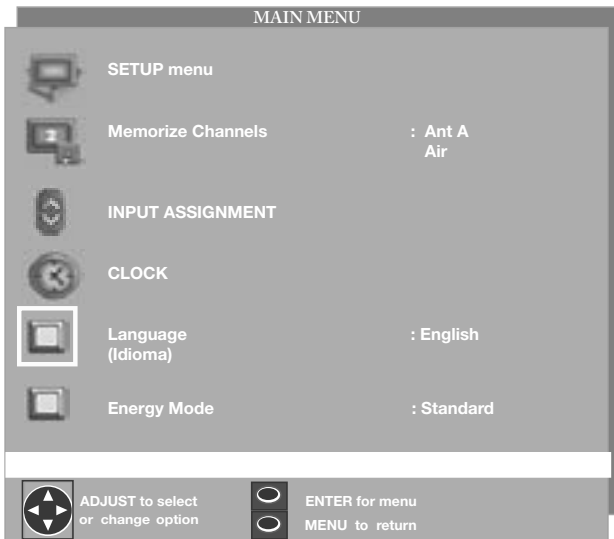 MAIN MENU
SETUP menu
Memorize Channels : Ant A
Air
INPUT ASSIGNMENT
CLOCK
Language : English
(Idioma)
Energy Mode : Standard
ADJUST to select
or change option
ENTER for menu
MENU to return